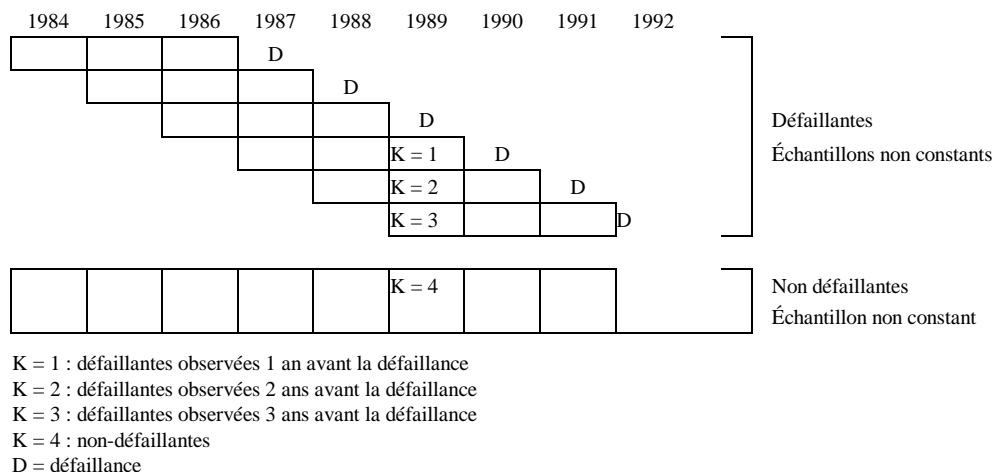 1984 1985 1986 1987 1988 1989 1990 1991 1992
D
D
D
Défaillantes
K = 1 D
Échantillons non constants
K = 2 D
K = 3 D
K = 4
Non défaillantes
Échantillon non constant
K = 1 : défaillantes observées 1 an avant la défaillance
K = 2 : défaillantes observées 2 ans avant la défaillance
K = 3 : défaillantes observées 3 ans avant la défaillance
K = 4 : non-défaillantes
D = défaillance